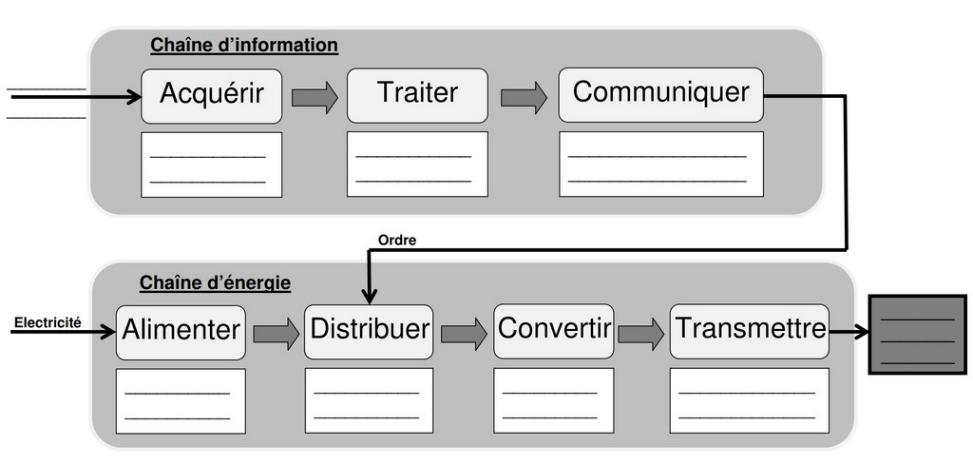 Chaîne d'information
Acquérir
Traiter
Communiquer
Ordre
Chaîne d'énergie
Electricité
Alimenter
Distribuer
Convertir
Transmettre